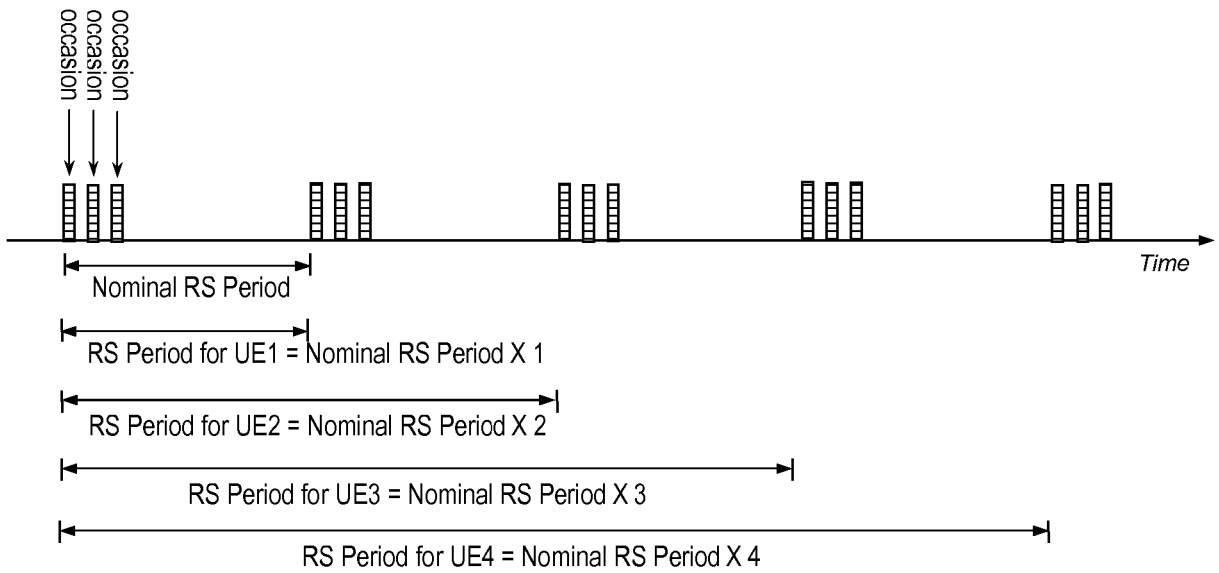 occasion
occasion
occasion
Time
Nominal RS Period
RS Period for UE1 = Nominal RS Period X 1
RS Period for UE2 = Nominal RS Period X 2
RS Period for UE3 = Nominal RS Period X 3
RS Period for UE4 = Nominal RS Period X 4